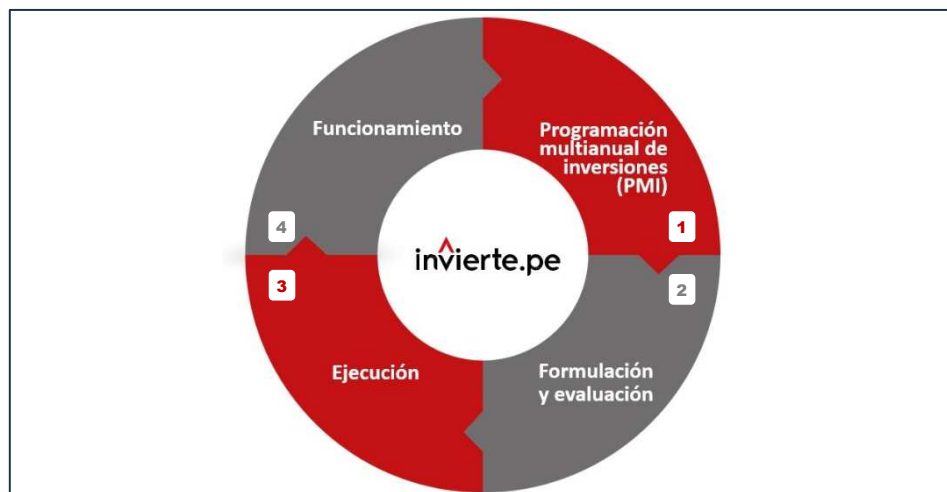 Funcionamiento
Programación
multianual de
inversiones
(PMI)
4
1
invierte.pe
3
2
Ejecución
Formulación
y evaluación